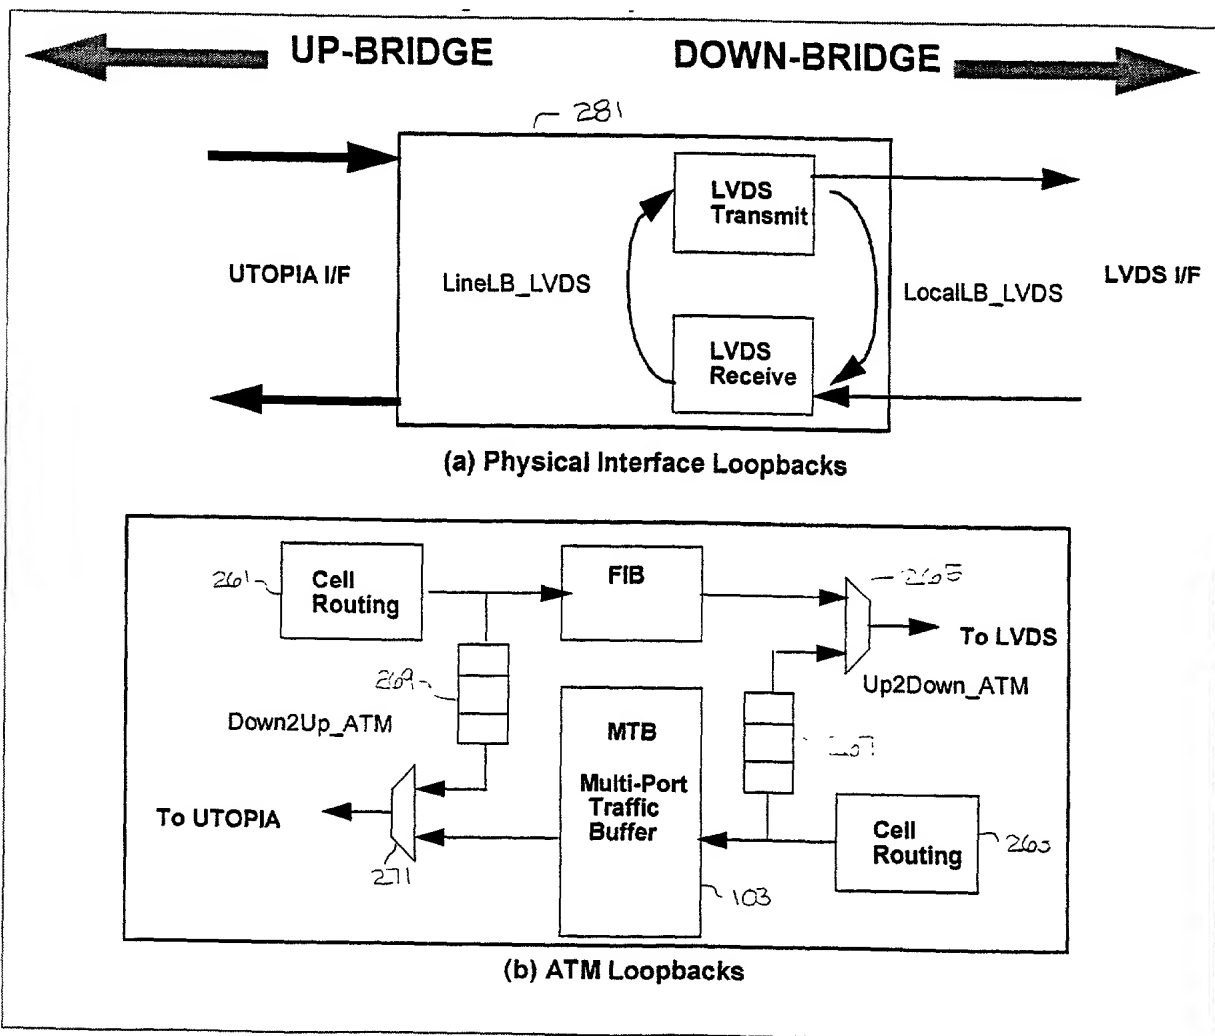 UP-BRIDGE
DOWN-BRIDGE
281
LVDS
Transmit
UTOPIA I/F
LineLB_LVDS
LocalLB_LVDS
LVDS I/F
LVDS
Receive
(a) Physical Interface Loopbacks
261
Cell
Routing
FIB
265
To LVDS
269
Up2Down_ATM
Down2Up_ATM
MTB
Multi-Port
Traffic
Buffer
To UTOPIA
Cell
Routing
271
103
(b) ATM Loopbacks